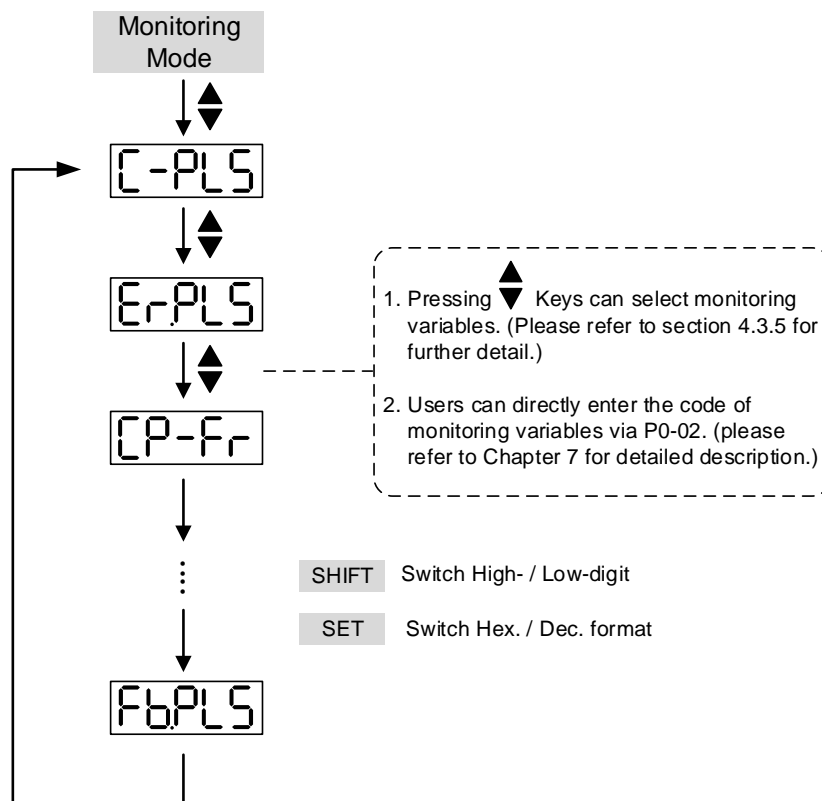 Monitoring
Mode
C-PLS
Er.PLS
1. Pressing ▲▼ Keys can select monitoring
variables. (Please refer to section 4.3.5 for
further detail.)
2. Users can directly enter the code of
monitoring variables via P0-02. (please
refer to Chapter 7 for detailed description.)
CP-Fr
SHIFT Switch High- / Low-digit
SET Switch Hex. / Dec. format
Fb.PLS